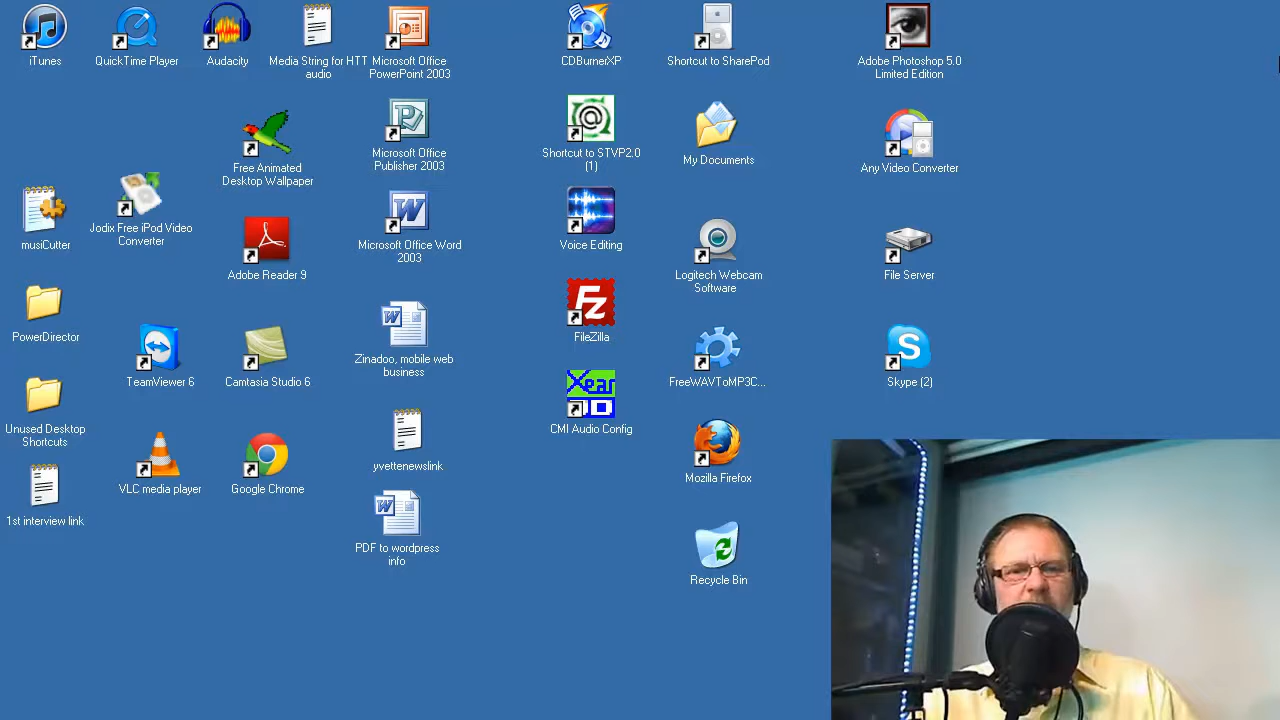 iTunes
QuickTime Player
Audacity
Media String for HTT
audio
Microsoft Office
PowerPoint 2003
CDBurnerXP
Shortcut to SharePod
Adobe Photoshop 5.0
Limited Edition
Free Animated
Desktop Wallpaper
Microsoft Office
Publisher 2003
Shortcut to STVP2.0
(1)
My Documents
Any Video Converter
musiCutter
Jodix Free iPod Video
Converter
Adobe Reader 9
Microsoft Office Word
2003
Voice Editing
Logitech Webcam
Software
File Server
PowerDirector
TeamViewer 6
Camtasia Studio 6
Zinadoo, mobile web
business
FileZilla
FreeWAVToMP3C...
Skype (2)
Unused Desktop
Shortcuts
VLC media player
Google Chrome
yvettenewslink
Xear
3D
CMI Audio Config
Mozilla Firefox
1st interview link
PDF to wordpress
info
Recycle Bin